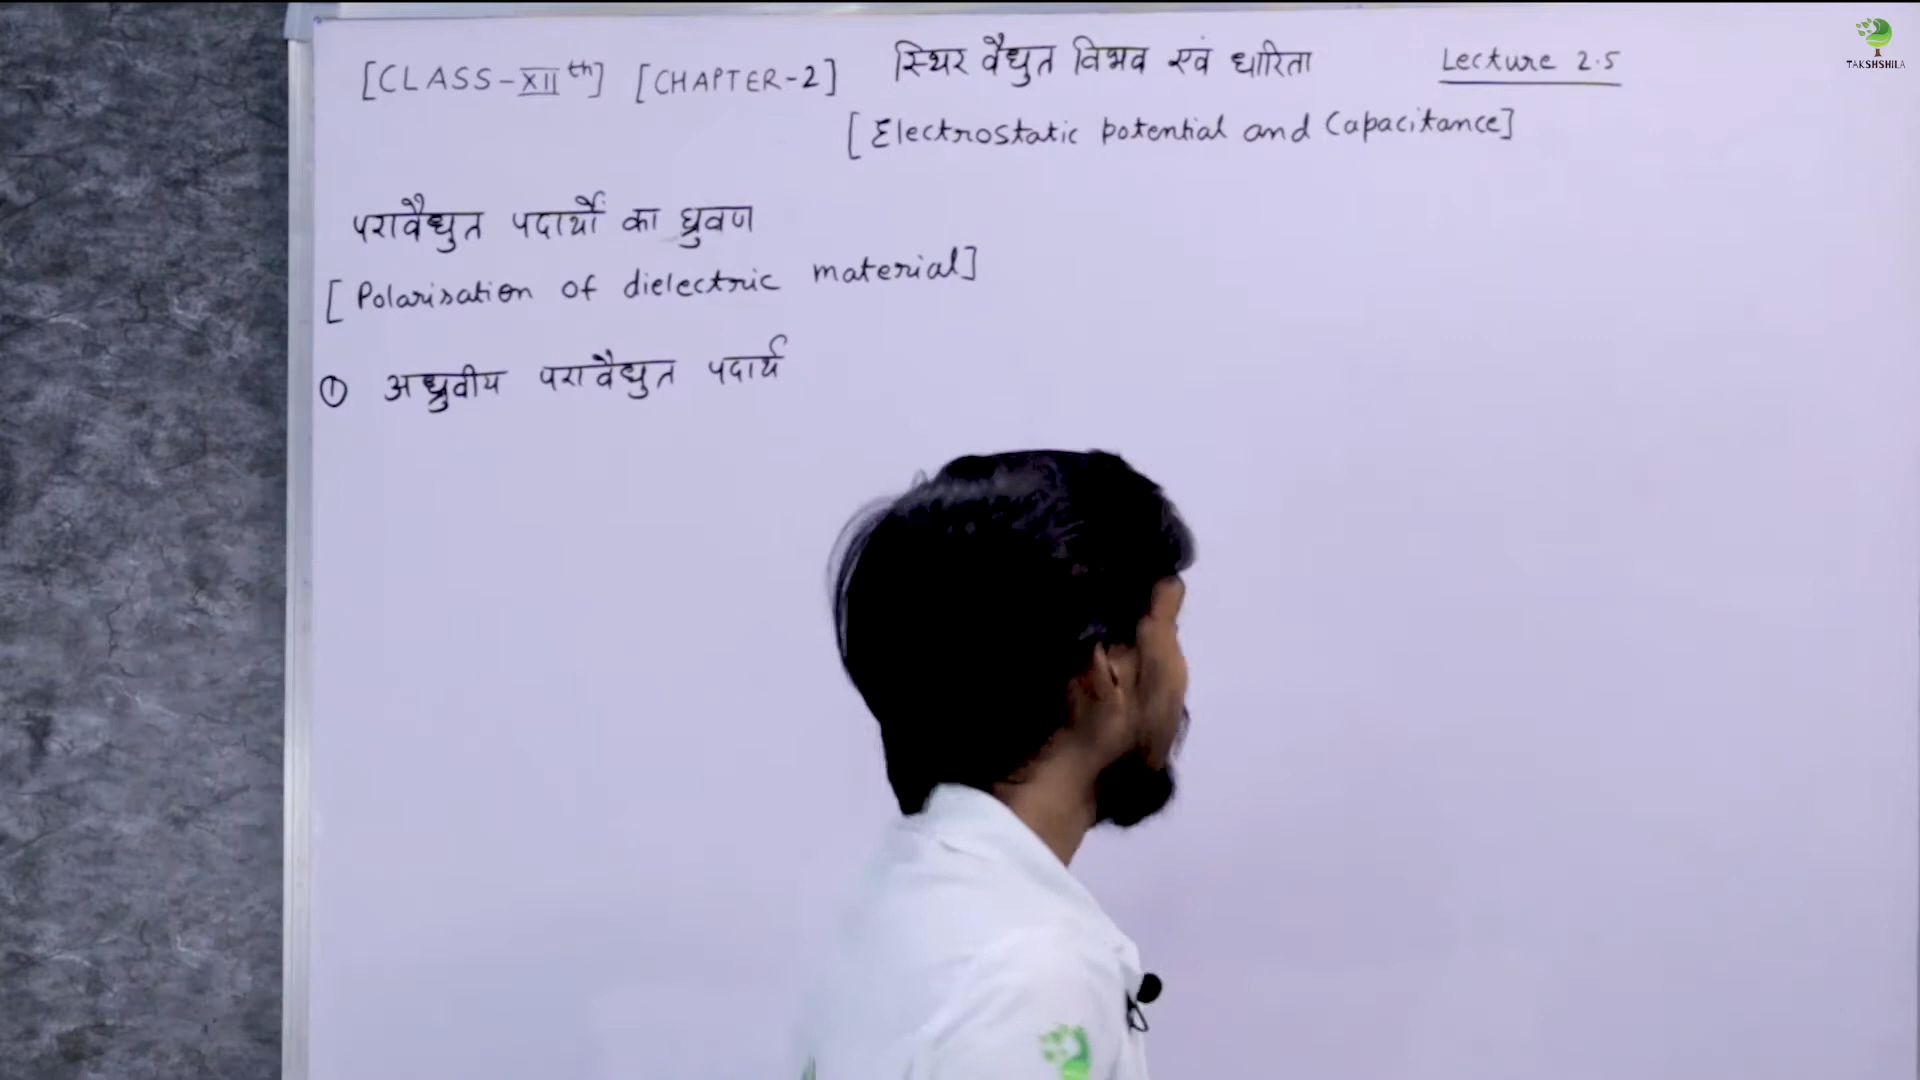 [CLASS-XIIth] [CHAPTER-2] स्थिर वैद्युत विभव एवं धारिता Lecture 2.5
[Electrostatic potential and Capacitance]
परावैद्युत पदार्थों का ध्रुवण
[Polarisation of dielectric material]
① अध्रुवीय परावैद्युत पदार्थ
TAKSHSHILA